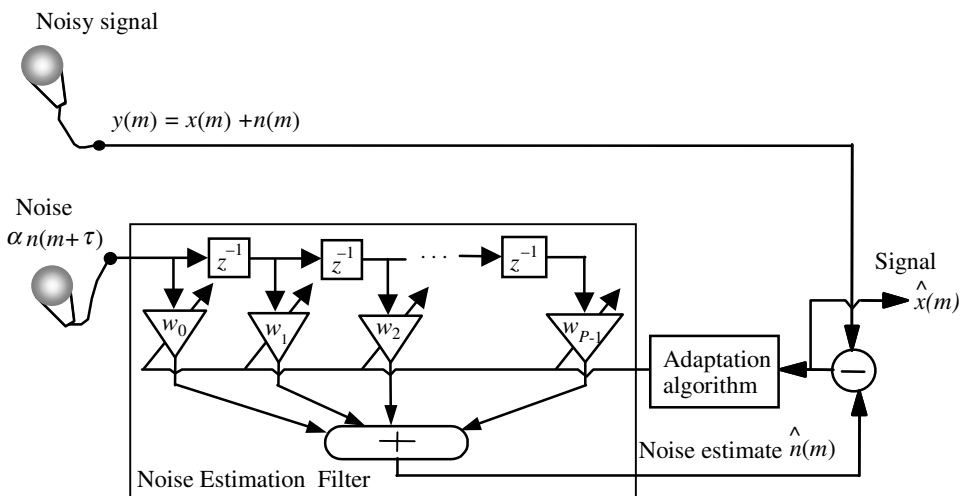 Noisy signal
y(m) = x(m) +n(m)
Noise
α n(m+ τ)
z⁻¹ z⁻¹ . . . z⁻¹
Signal
x̂(m)
w₀ w₁ w₂ w_{P-1}
Adaptation
algorithm
—
+
Noise estimate n̂(m)
Noise Estimation Filter